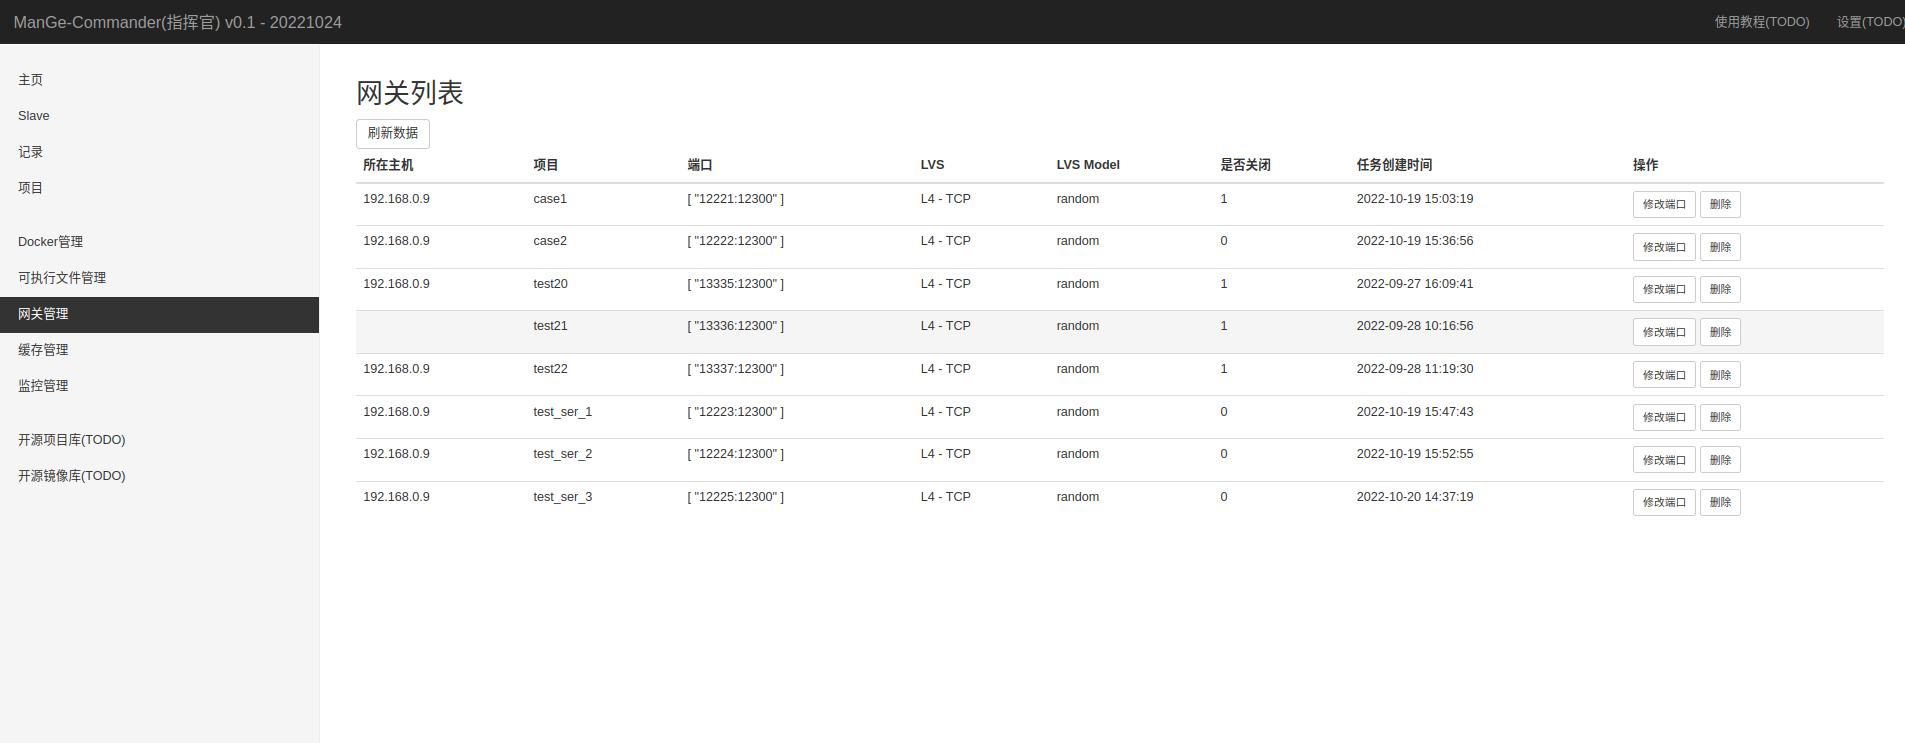 ManGe-Commander(指挥官) v0.1 - 20221024 使用教程(TODO) 设置(TODO)
主页
Slave
记录
项目
Docker管理
可执行文件管理
网关管理
缓存管理
监控管理
开源项目库(TODO)
开源镜像库(TODO)
网关列表
刷新数据
所在主机 项目 端口 LVS LVS Model 是否关闭 任务创建时间 操作
192.168.0.9 case1 [ "12221:12300" ] L4 - TCP random 1 2022-10-19 15:03:19 修改端口 删除
192.168.0.9 case2 [ "12222:12300" ] L4 - TCP random 0 2022-10-19 15:36:56 修改端口 删除
192.168.0.9 test20 [ "13335:12300" ] L4 - TCP random 1 2022-09-27 16:09:41 修改端口 删除
test21 [ "13336:12300" ] L4 - TCP random 1 2022-09-28 10:16:56 修改端口 删除
192.168.0.9 test22 [ "13337:12300" ] L4 - TCP random 1 2022-09-28 11:19:30 修改端口 删除
192.168.0.9 test_ser_1 [ "12223:12300" ] L4 - TCP random 0 2022-10-19 15:47:43 修改端口 删除
192.168.0.9 test_ser_2 [ "12224:12300" ] L4 - TCP random 0 2022-10-19 15:52:55 修改端口 删除
192.168.0.9 test_ser_3 [ "12225:12300" ] L4 - TCP random 0 2022-10-20 14:37:19 修改端口 删除